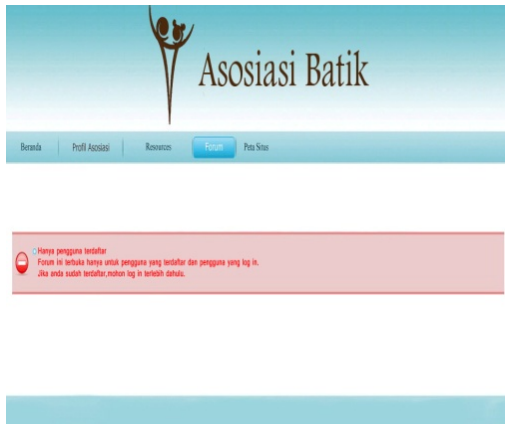 Asosiasi Batik
Beranda
Profil Asosiasi
Resources
Forum
Peta Situs
Hanya pengguna terdaftar
Forum ini terbuka hanya untuk pengguna yang terdaftar dan pengguna yang log in.
Jika anda sudah terdaftar,mohon log in terlebih dahulu.